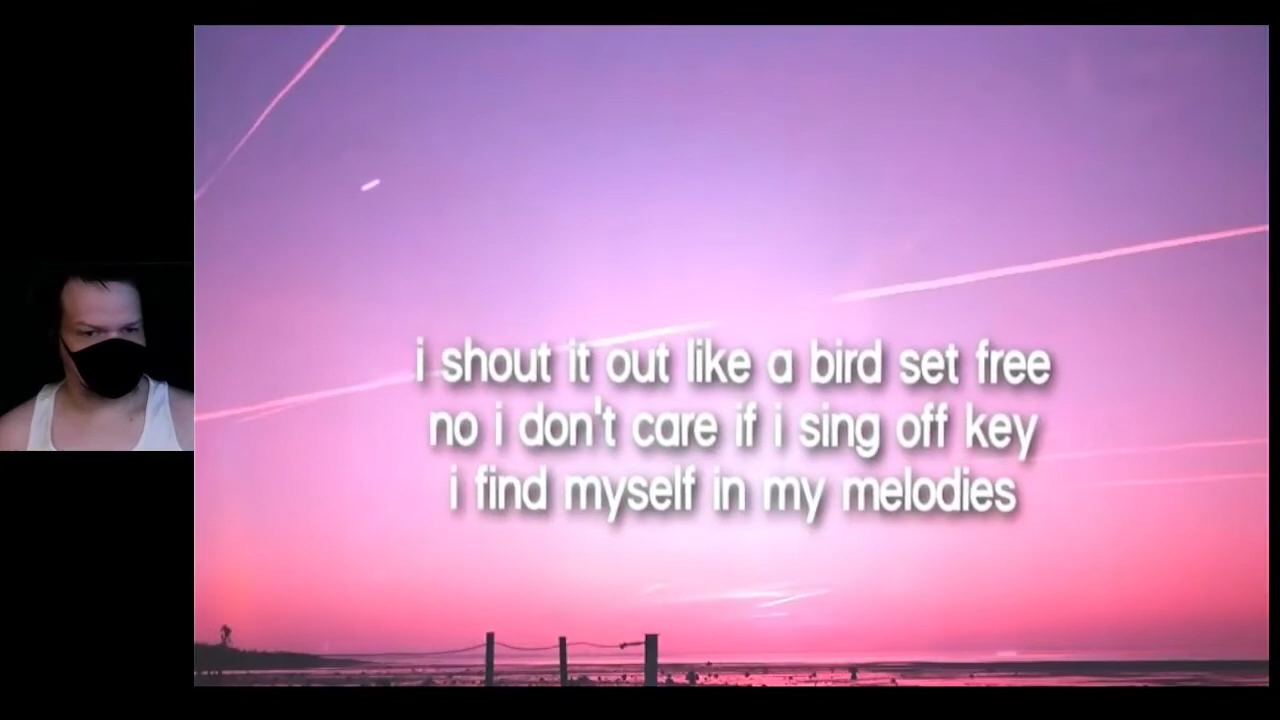 i shout it out like a bird set free
no i don't care if i sing off key
i find myself in my melodies